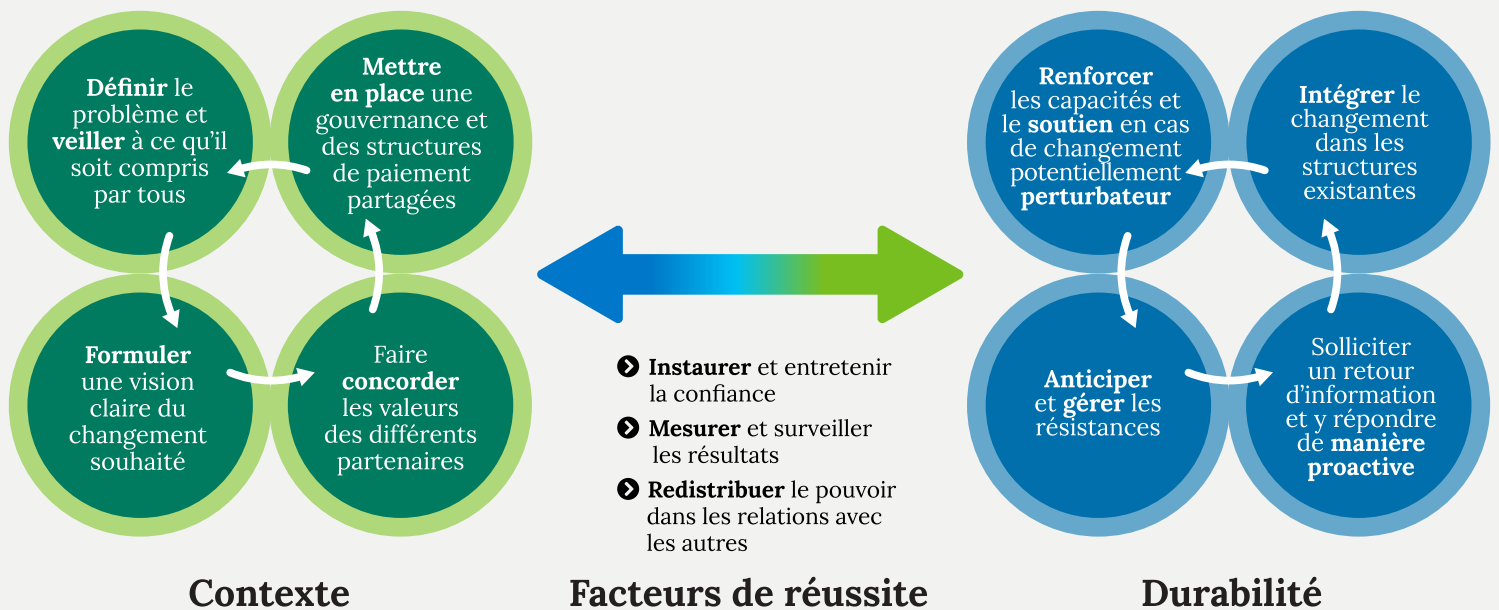 Définir le
problème et
veiller à ce qu’il
soit compris
par tous
Mettre
en place une
gouvernance et
des structures
de paiement
partagées
Formuler
une vision
claire du
changement
souhaité
Faire
concorder
les valeurs
des différents
partenaires
Contexte
Instaurer et entretenir
la confiance
Mesurer et surveiller
les résultats
Redistribuer le pouvoir
dans les relations avec
les autres
Facteurs de réussite
Renforcer
les capacités et
le soutien en cas
de changement
potentiellement
perturbateur
Intégrer le
changement
dans les
structures
existantes
Anticiper
et gérer les
résistances
Solliciter
un retour
d’information
et y répondre
de manière
proactive
Durabilité